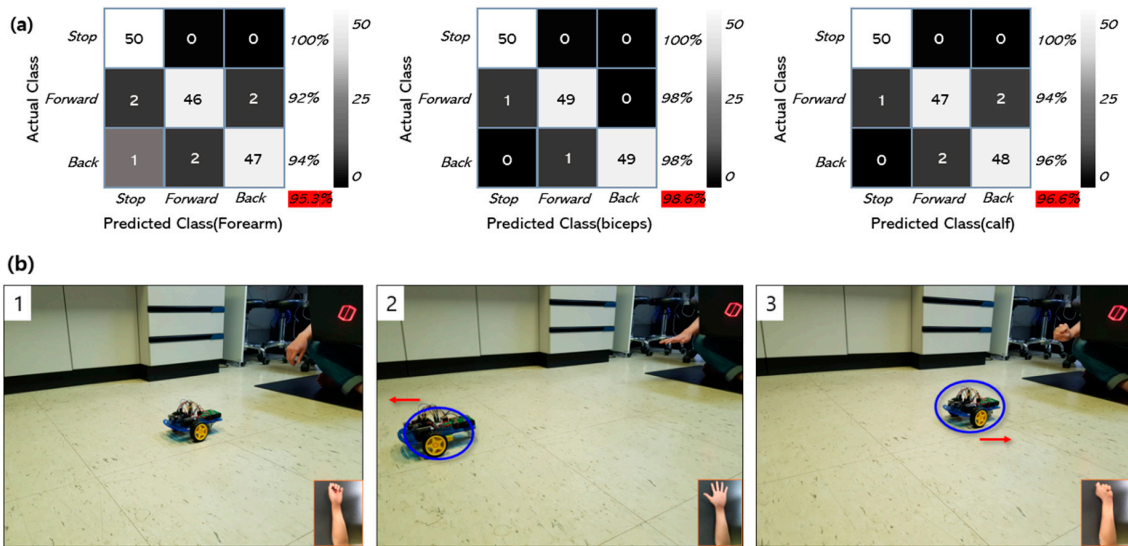 (a)
Actual Class
Stop 50 0 0 100%
Forward 2 46 2 92%
Back 1 2 47 94%
Stop Forward Back 95.3%
Predicted Class(Forearm)
50
25
0
Actual Class
Stop 50 0 0 100%
Forward 1 49 0 98%
Back 0 1 49 98%
Stop Forward Back 98.6%
Predicted Class(biceps)
50
25
0
Actual Class
Stop 50 0 0 100%
Forward 1 47 2 94%
Back 0 2 48 96%
Stop Forward Back 96.6%
Predicted Class(calf)
50
25
0
(b)
1
2
3